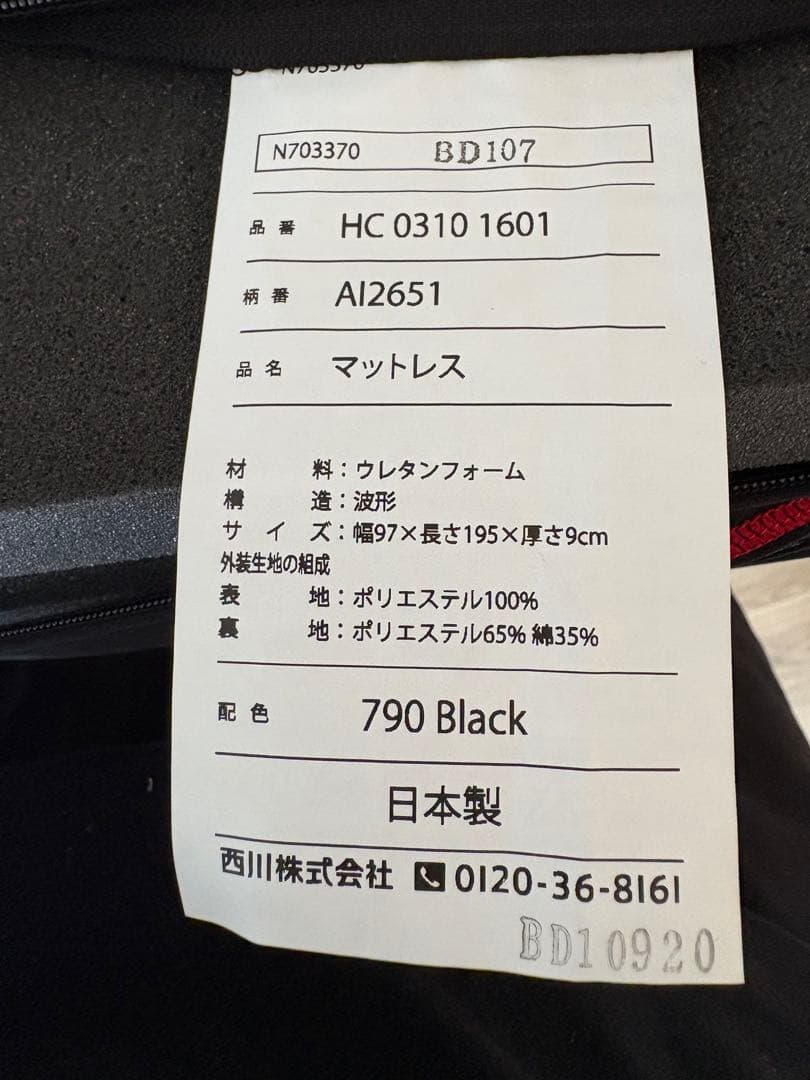 N703370
N703370 BD107
品番 HC 0310 1601
柄番 AI2651
品名 マットレス
材料：ウレタンフォーム
構造：波形
サイズ：幅97×長さ195×厚さ9cm
外装生地の組成
表地：ポリエステル100%
裏地：ポリエステル65% 綿35%
配色 790 Black
日本製
西川株式会社 0120-36-8161
BD10920